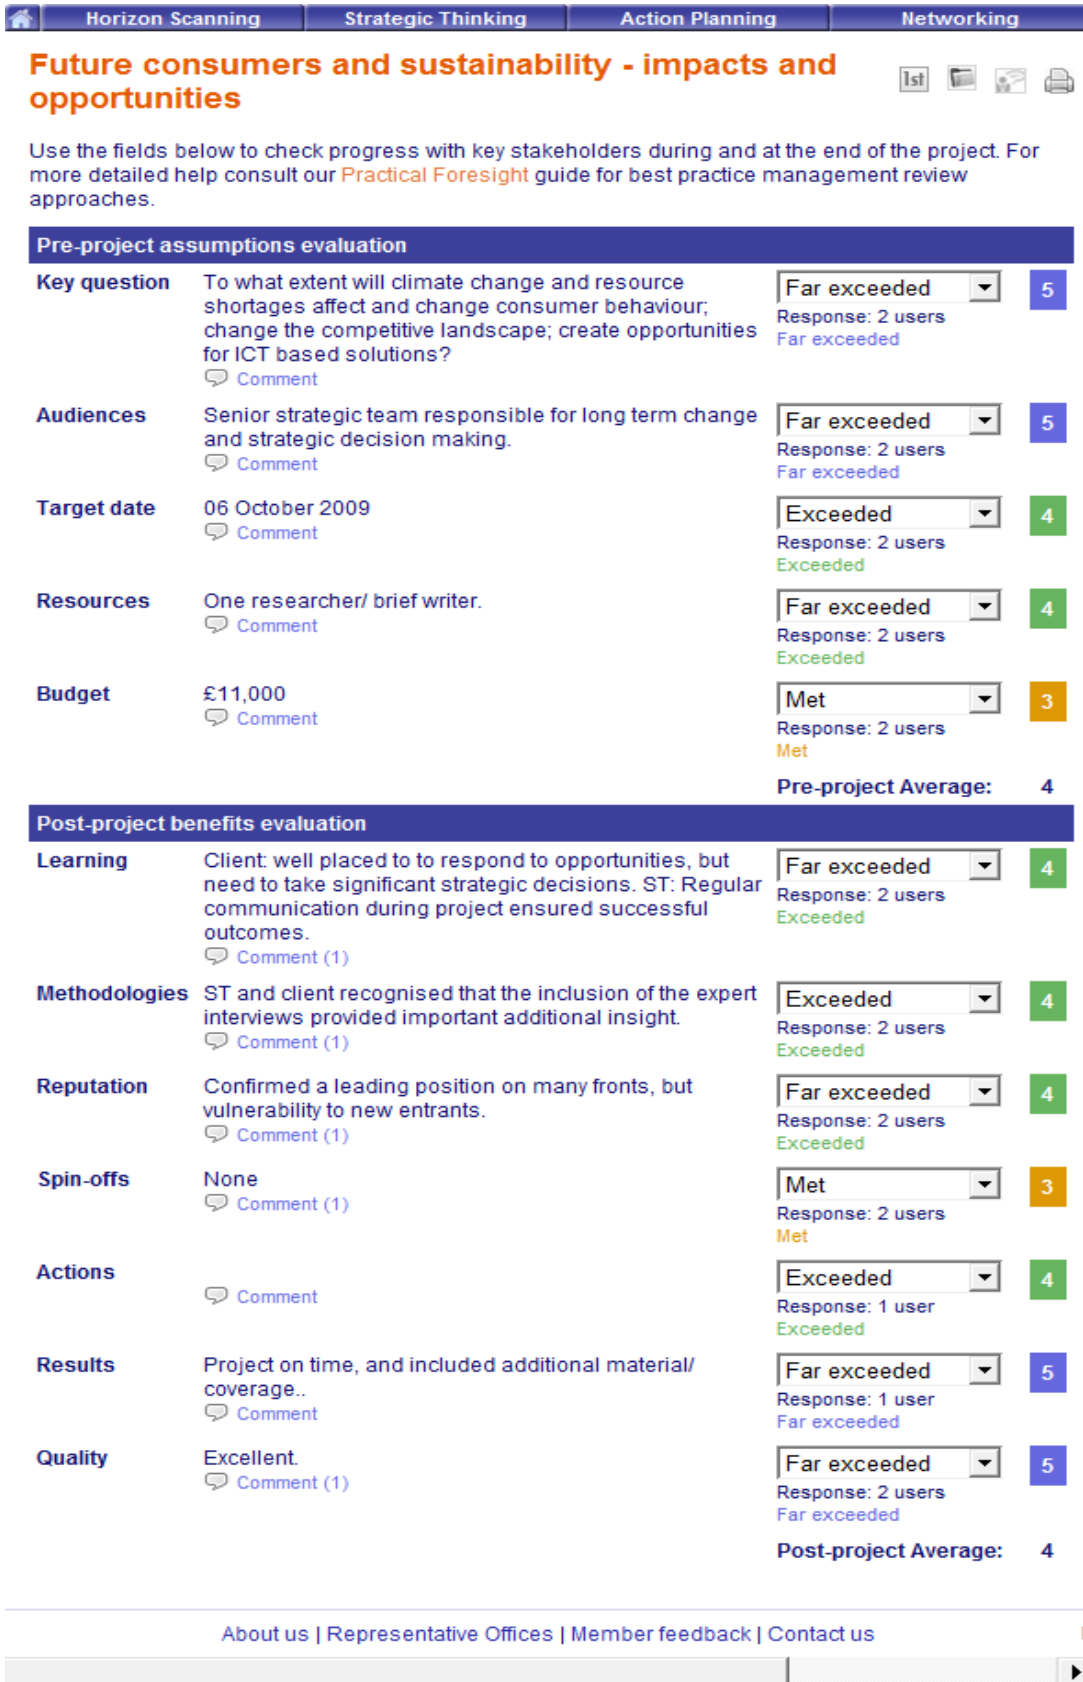 Horizon Scanning Strategic Thinking Action Planning Networking
Future consumers and sustainability - impacts and
opportunities
1st
Use the fields below to check progress with key stakeholders during and at the end of the project. For
more detailed help consult our Practical Foresight guide for best practice management review
approaches.
Pre-project assumptions evaluation
Key question To what extent will climate change and resource Far exceeded 5
shortages affect and change consumer behaviour; Response: 2 users
change the competitive landscape; create opportunities Far exceeded
for ICT based solutions?
Comment
Audiences Senior strategic team responsible for long term change Far exceeded 5
and strategic decision making. Response: 2 users
Comment Far exceeded
Target date 06 October 2009 Exceeded 4
Comment Response: 2 users
Exceeded
Resources One researcher/ brief writer. Far exceeded 4
Comment Response: 2 users
Exceeded
Budget £11,000 Met 3
Comment Response: 2 users
Met
Pre-project Average: 4
Post-project benefits evaluation
Learning Client: well placed to to respond to opportunities, but Far exceeded 4
need to take significant strategic decisions. ST: Regular Response: 2 users
communication during project ensured successful Exceeded
outcomes.
Comment (1)
Methodologies ST and client recognised that the inclusion of the expert Exceeded 4
interviews provided important additional insight. Response: 2 users
Comment (1) Exceeded
Reputation Confirmed a leading position on many fronts, but Far exceeded 4
vulnerability to new entrants. Response: 2 users
Comment (1) Exceeded
Spin-offs None Met 3
Comment (1) Response: 2 users
Met
Actions Exceeded 4
Comment Response: 1 user
Exceeded
Results Project on time, and included additional material/ Far exceeded 5
coverage.. Response: 1 user
Comment Far exceeded
Quality Excellent. Far exceeded 5
Comment (1) Response: 2 users
Far exceeded
Post-project Average: 4
About us | Representative Offices | Member feedback | Contact us